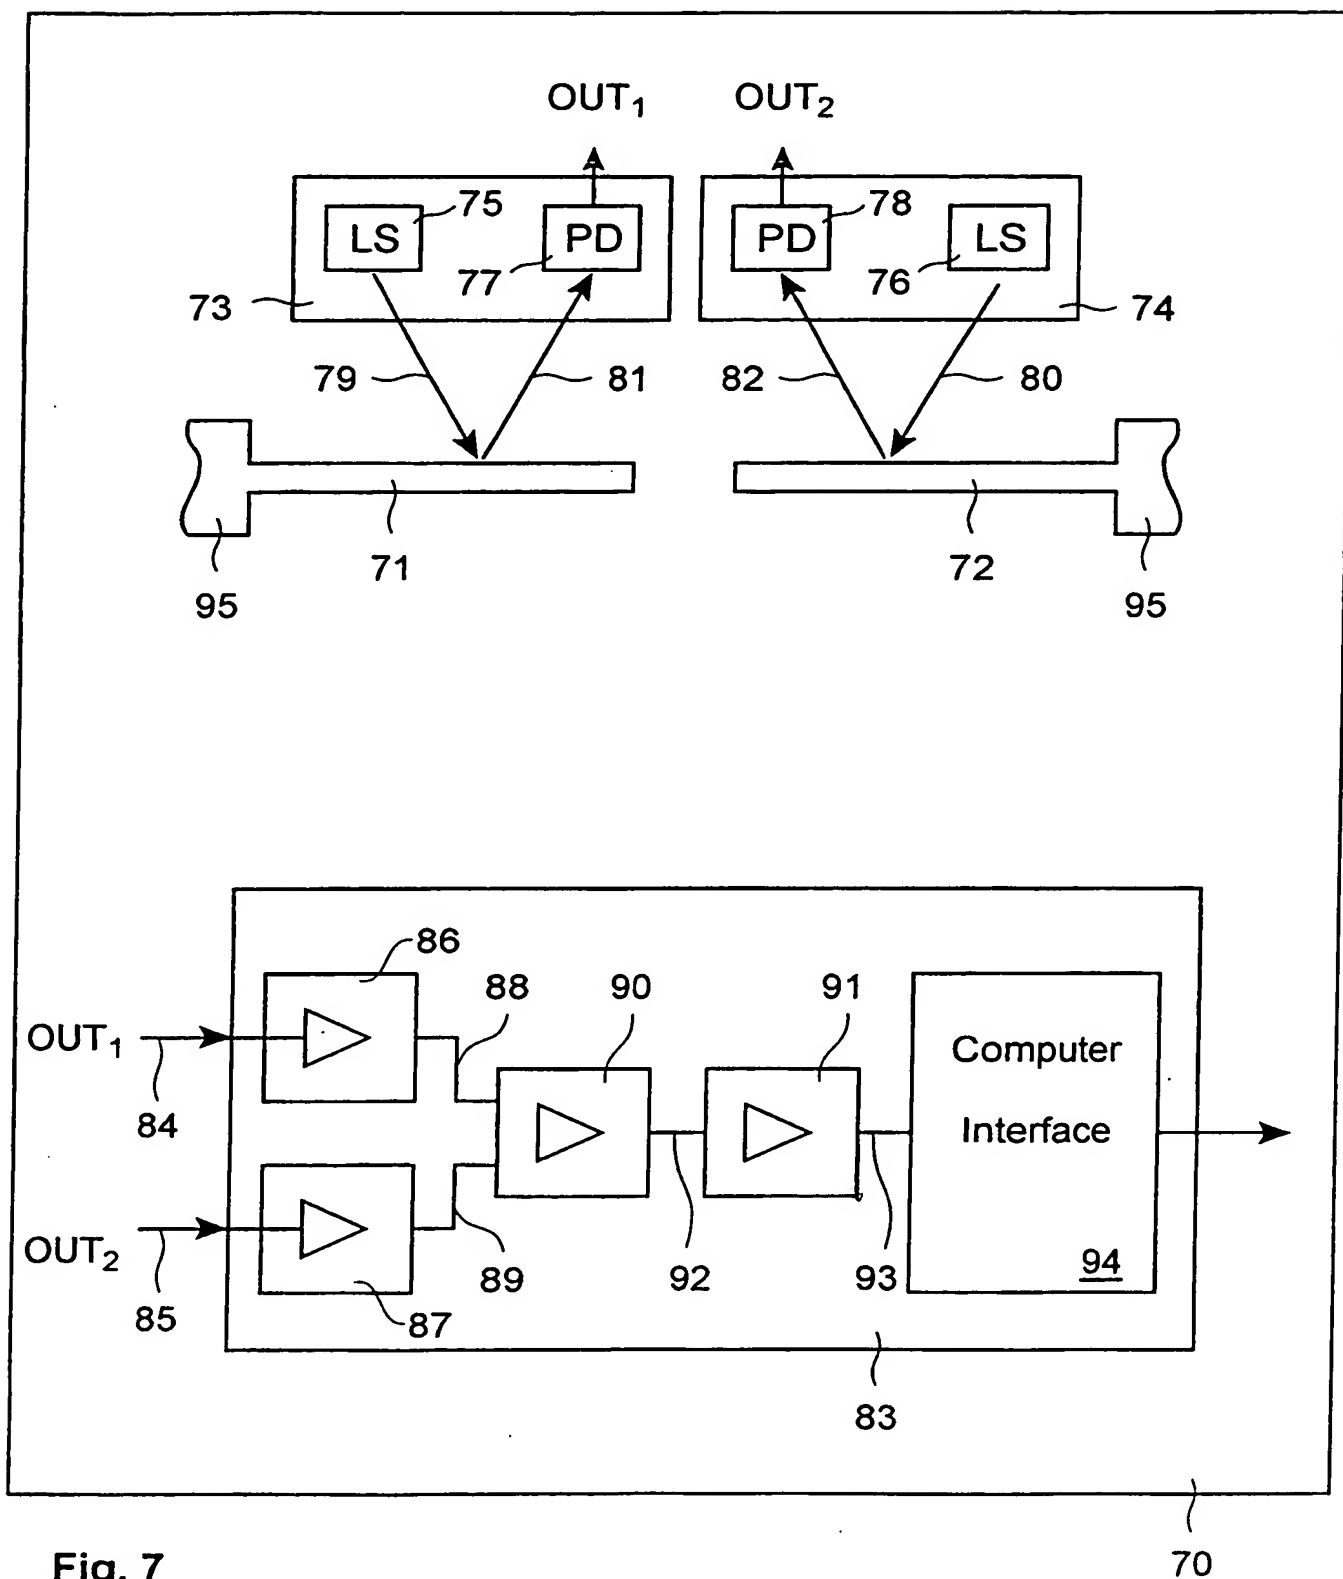 OUT₁ OUT₂
75 78
LS PD PD LS
77 76
73 74
79 81 82 80
71 72
95 95
86
88 90 91
OUT₁
Computer
84
Interface
OUT₂
94
89 92 93
85 87
83
70
Fig. 7